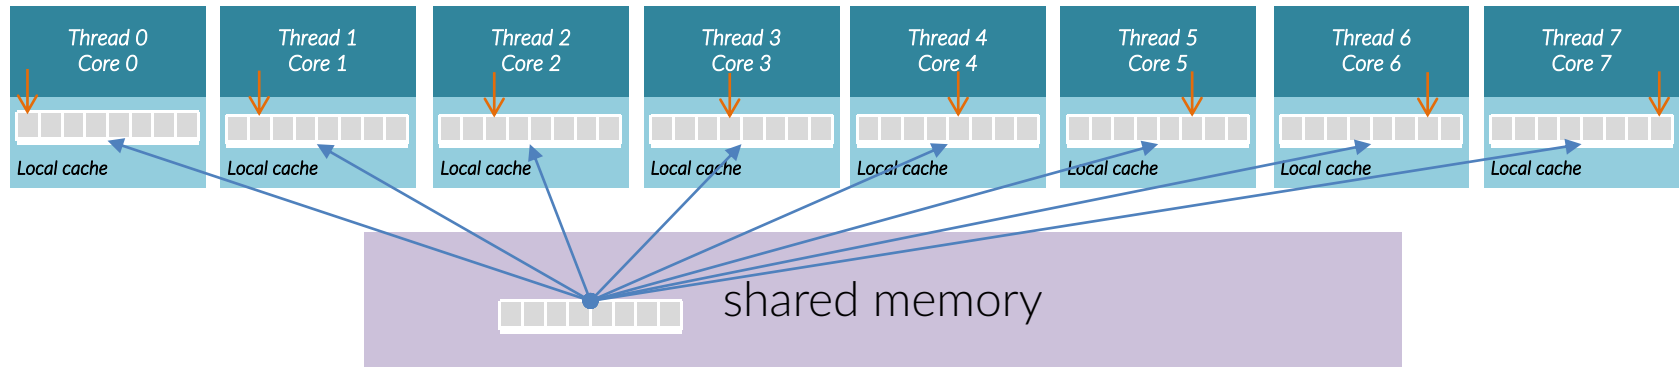 Thread 0
Core 0
Thread 1
Core 1
Thread 2
Core 2
Thread 3
Core 3
Thread 4
Core 4
Thread 5
Core 5
Thread 6
Core 6
Thread 7
Core 7
Local cache
Local cache
Local cache
Local cache
Local cache
Local cache
Local cache
Local cache
shared memory